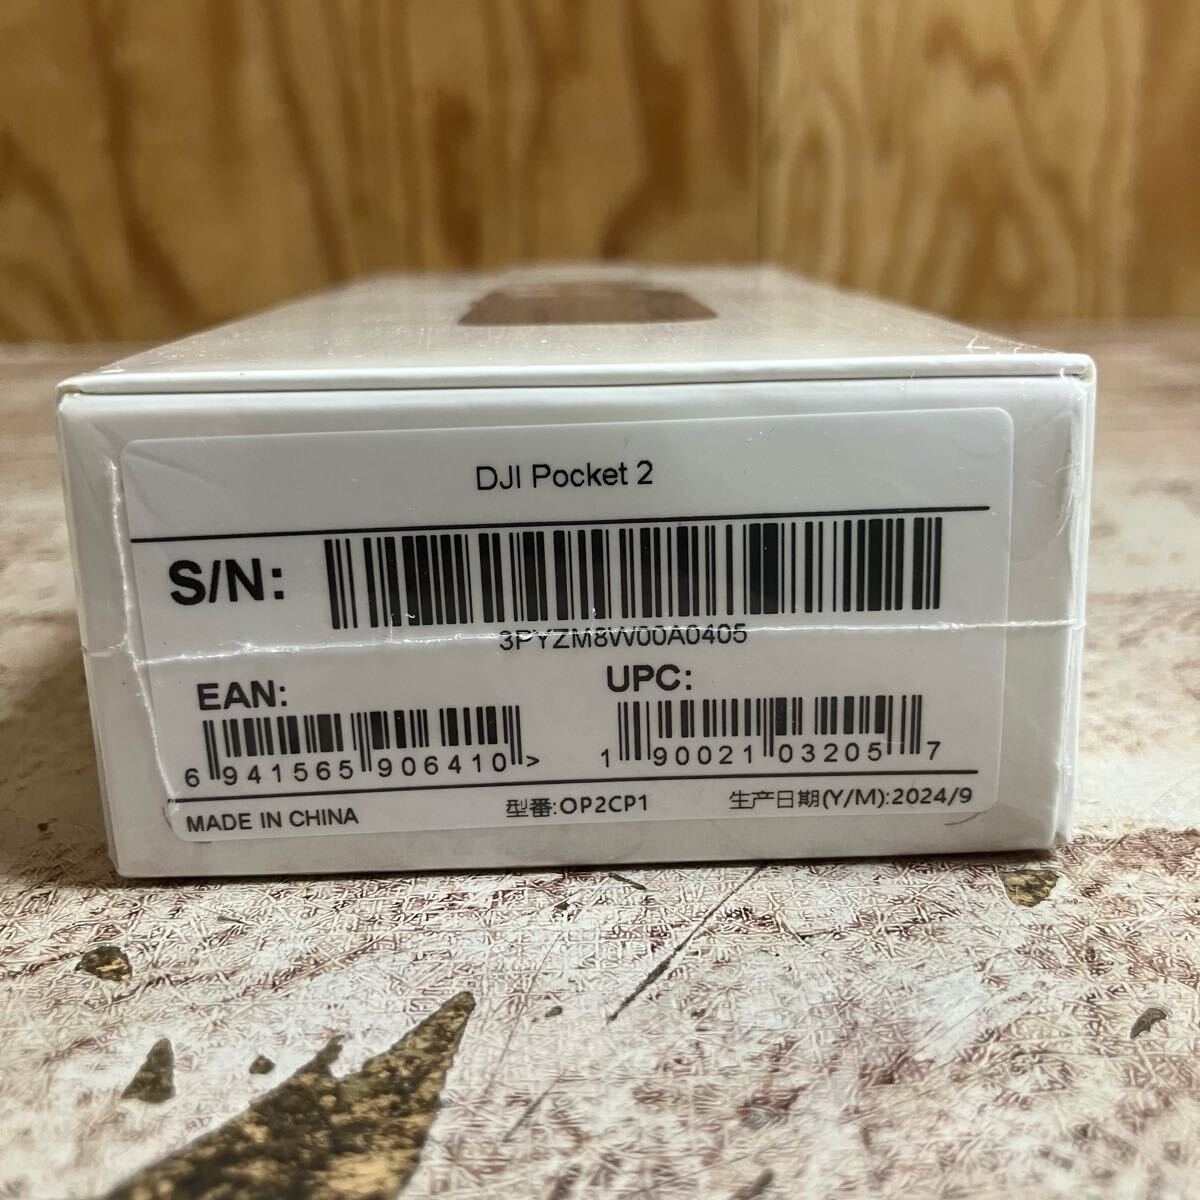 DJI Pocket 2
S/N:
3PYZM8W00A0405
EAN:
6 941565 906410 >
UPC:
1 90021 03205 7
MADE IN CHINA
型番:OP2CP1
生产日期(Y/M):2024/9